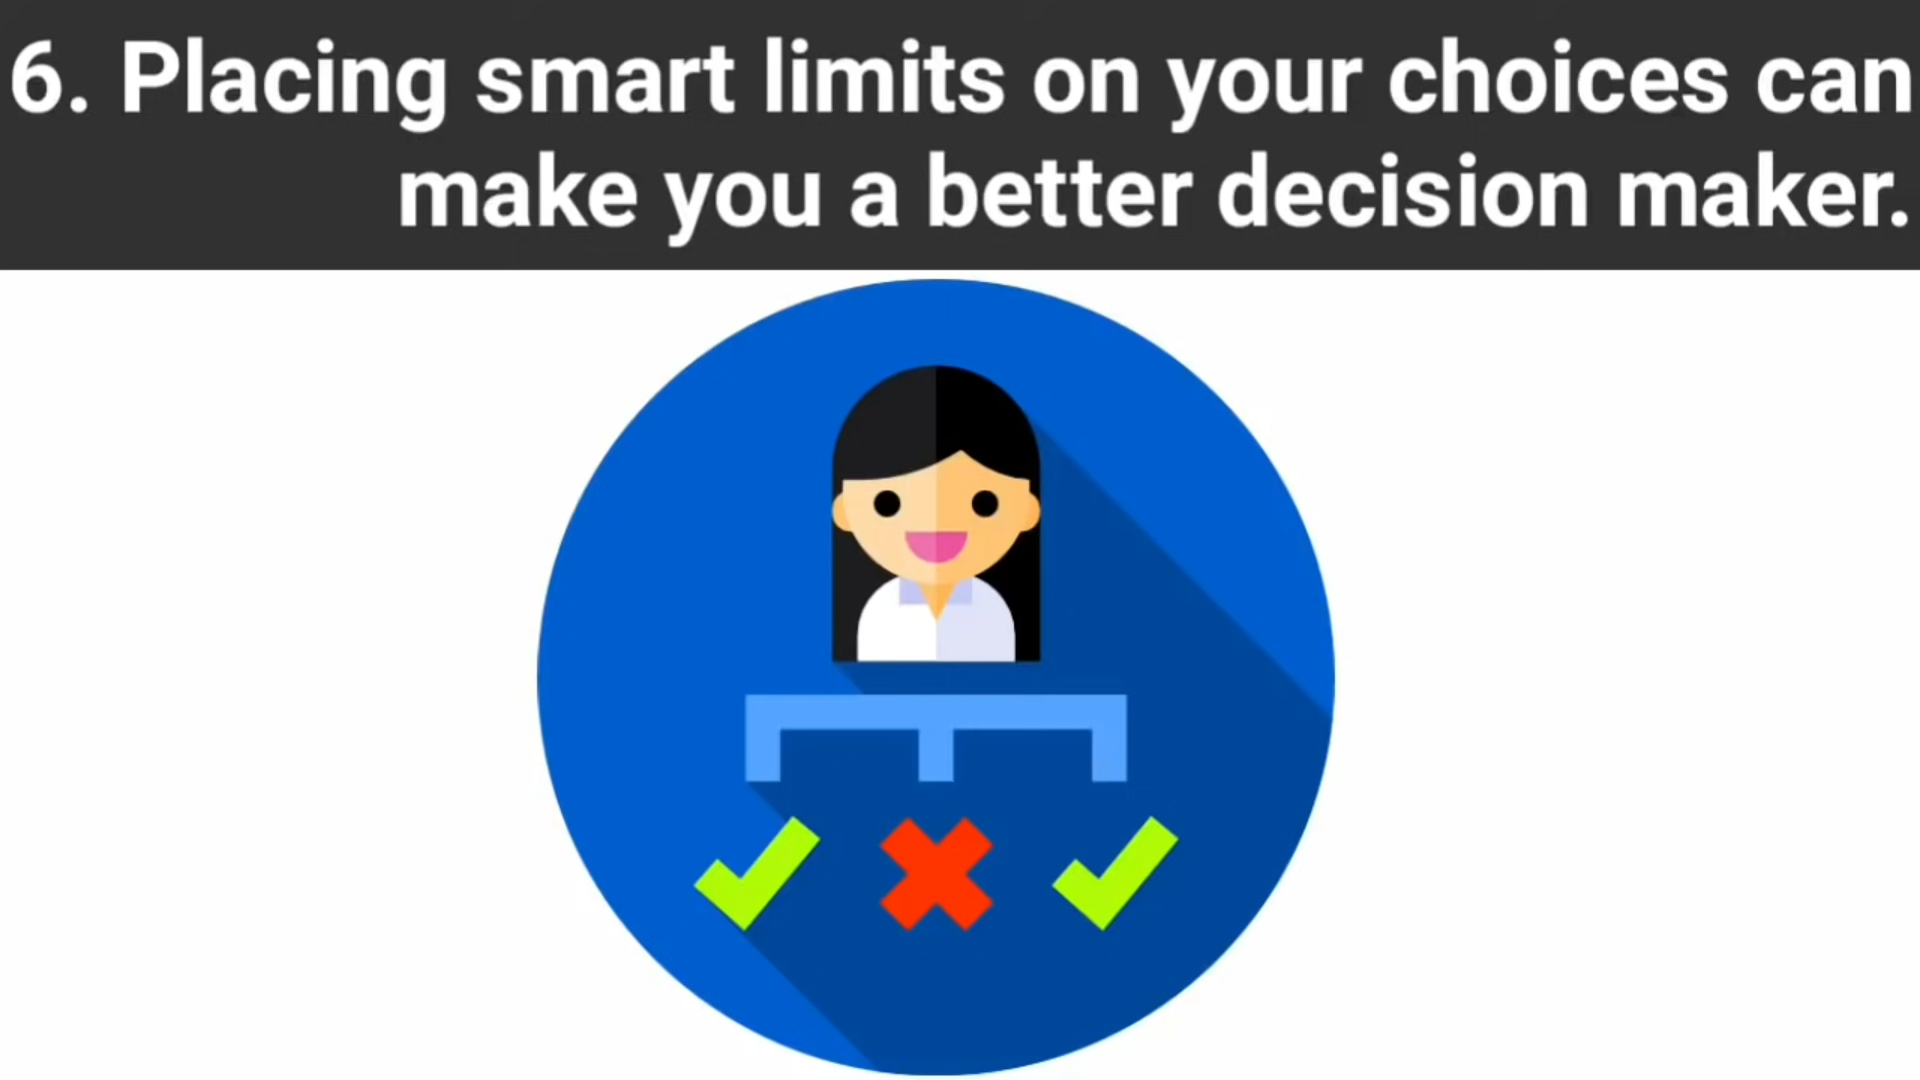 6. Placing smart limits on your choices can
make you a better decision maker.